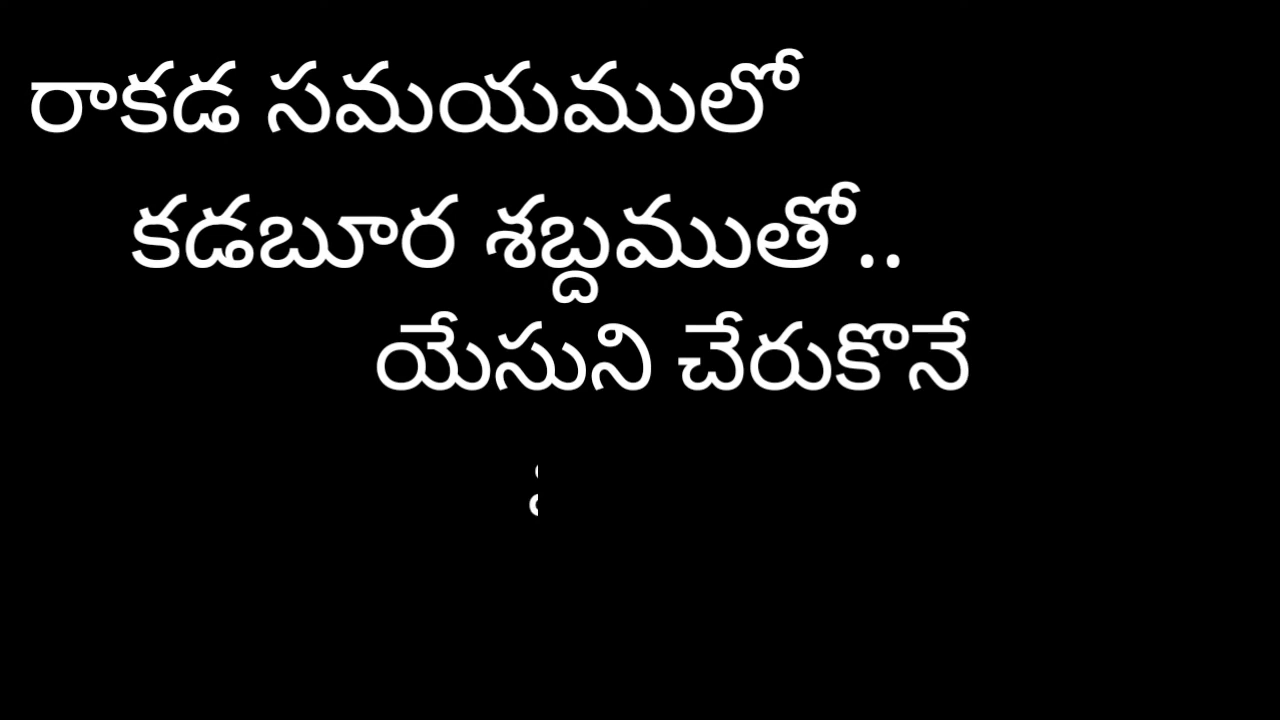 రాకడ సమయములో
కడబూర శబ్దముతో..
యేసుని చేరుకొనే